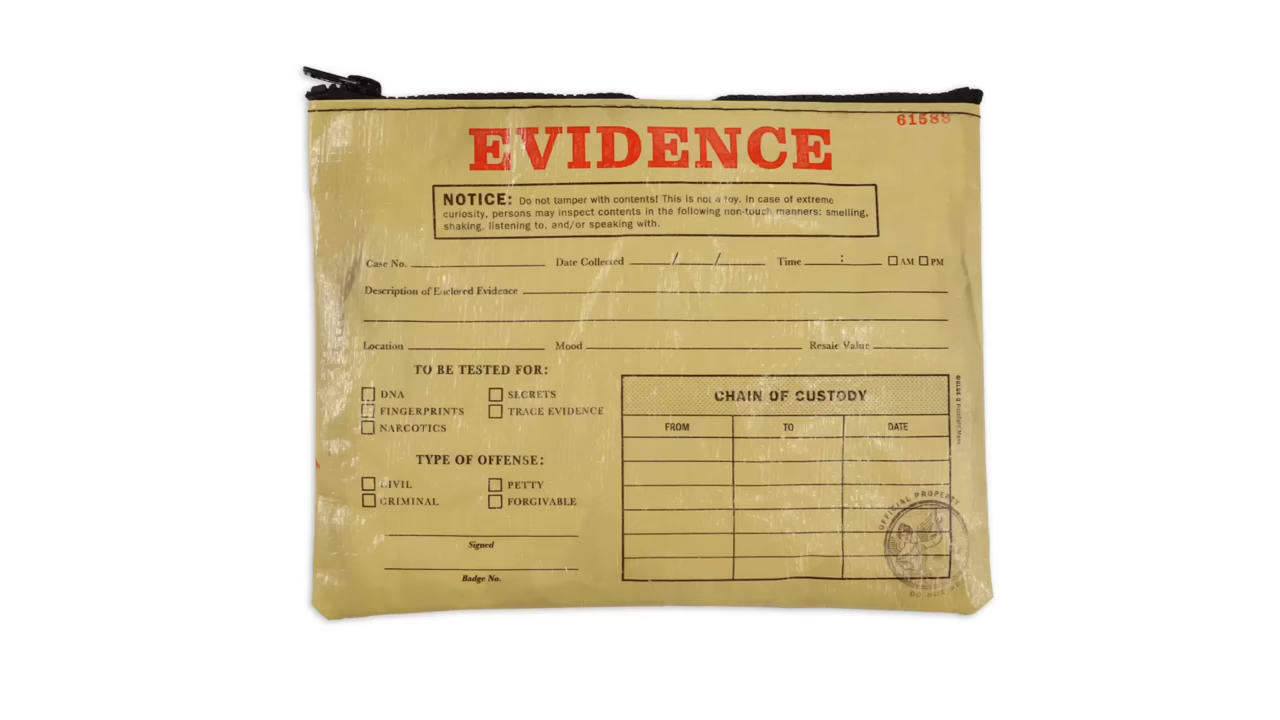 61588
EVIDENCE
NOTICE: Do not tamper with contents! This is not a toy. In case of extreme
curiosity, persons may inspect contents in the following non-touch manners: smelling,
shaking, listening to, and/or speaking with.
Case No. Date Collected / / Time : AM PM
Description of Enclosed Evidence
Location Mood Resale Value
TO BE TESTED FOR:
DNA SECRETS
FINGERPRINTS TRACE EVIDENCE
NARCOTICS
TYPE OF OFFENSE:
CIVIL PETTY
CRIMINAL FORGIVABLE
Signed
Badge No.
CHAIN OF CUSTODY
FROM TO DATE
OFFICIAL PROPERTY